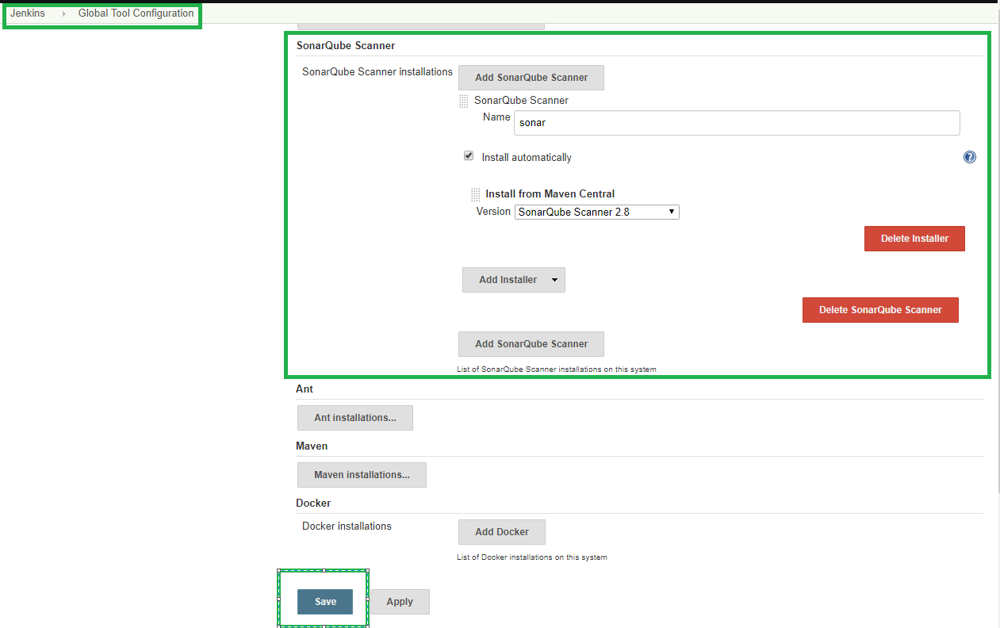 Jenkins Global Tool Configuration
SonarQube Scanner
SonarQube Scanner installations
Add SonarQube Scanner
SonarQube Scanner
Name sonar
Install automatically
Install from Maven Central
Version SonarQube Scanner 2.8
Delete Installer
Add Installer
Delete SonarQube Scanner
Add SonarQube Scanner
List of SonarQube Scanner installations on this system
Ant
Ant installations...
Maven
Maven installations...
Docker
Docker installations
Add Docker
List of Docker installations on this system
Save Apply